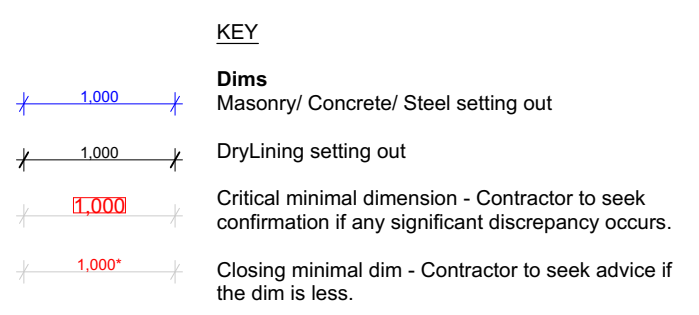 KEY
Dims
1,000
Masonry/ Concrete/ Steel setting out
1,000
DryLining setting out
1,000
Critical minimal dimension - Contractor to seek
confirmation if any significant discrepancy occurs.
1,000*
Closing minimal dim - Contractor to seek advice if
the dim is less.